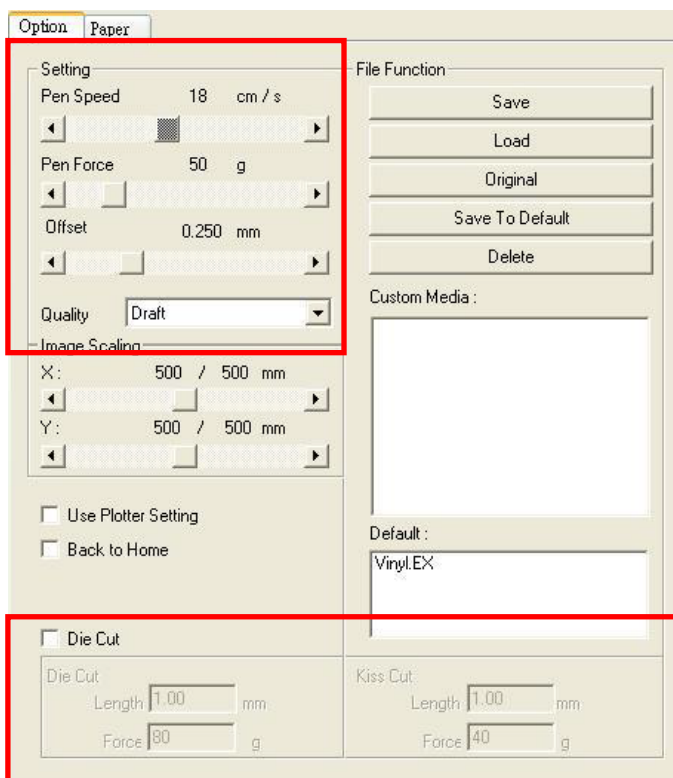 Option Paper
Setting
Pen Speed 18 cm / s
Pen Force 50 g
Offset 0.250 mm
Quality Draft
Image Scaling
X : 500 / 500 mm
Y : 500 / 500 mm
Use Plotter Setting
Back to Home
File Function
Save
Load
Original
Save To Default
Delete
Custom Media :
Default :
Vinyl.EX
Die Cut
Die Cut
Length 1.00 mm
Force 80 g
Kiss Cut
Length 1.00 mm
Force 40 g